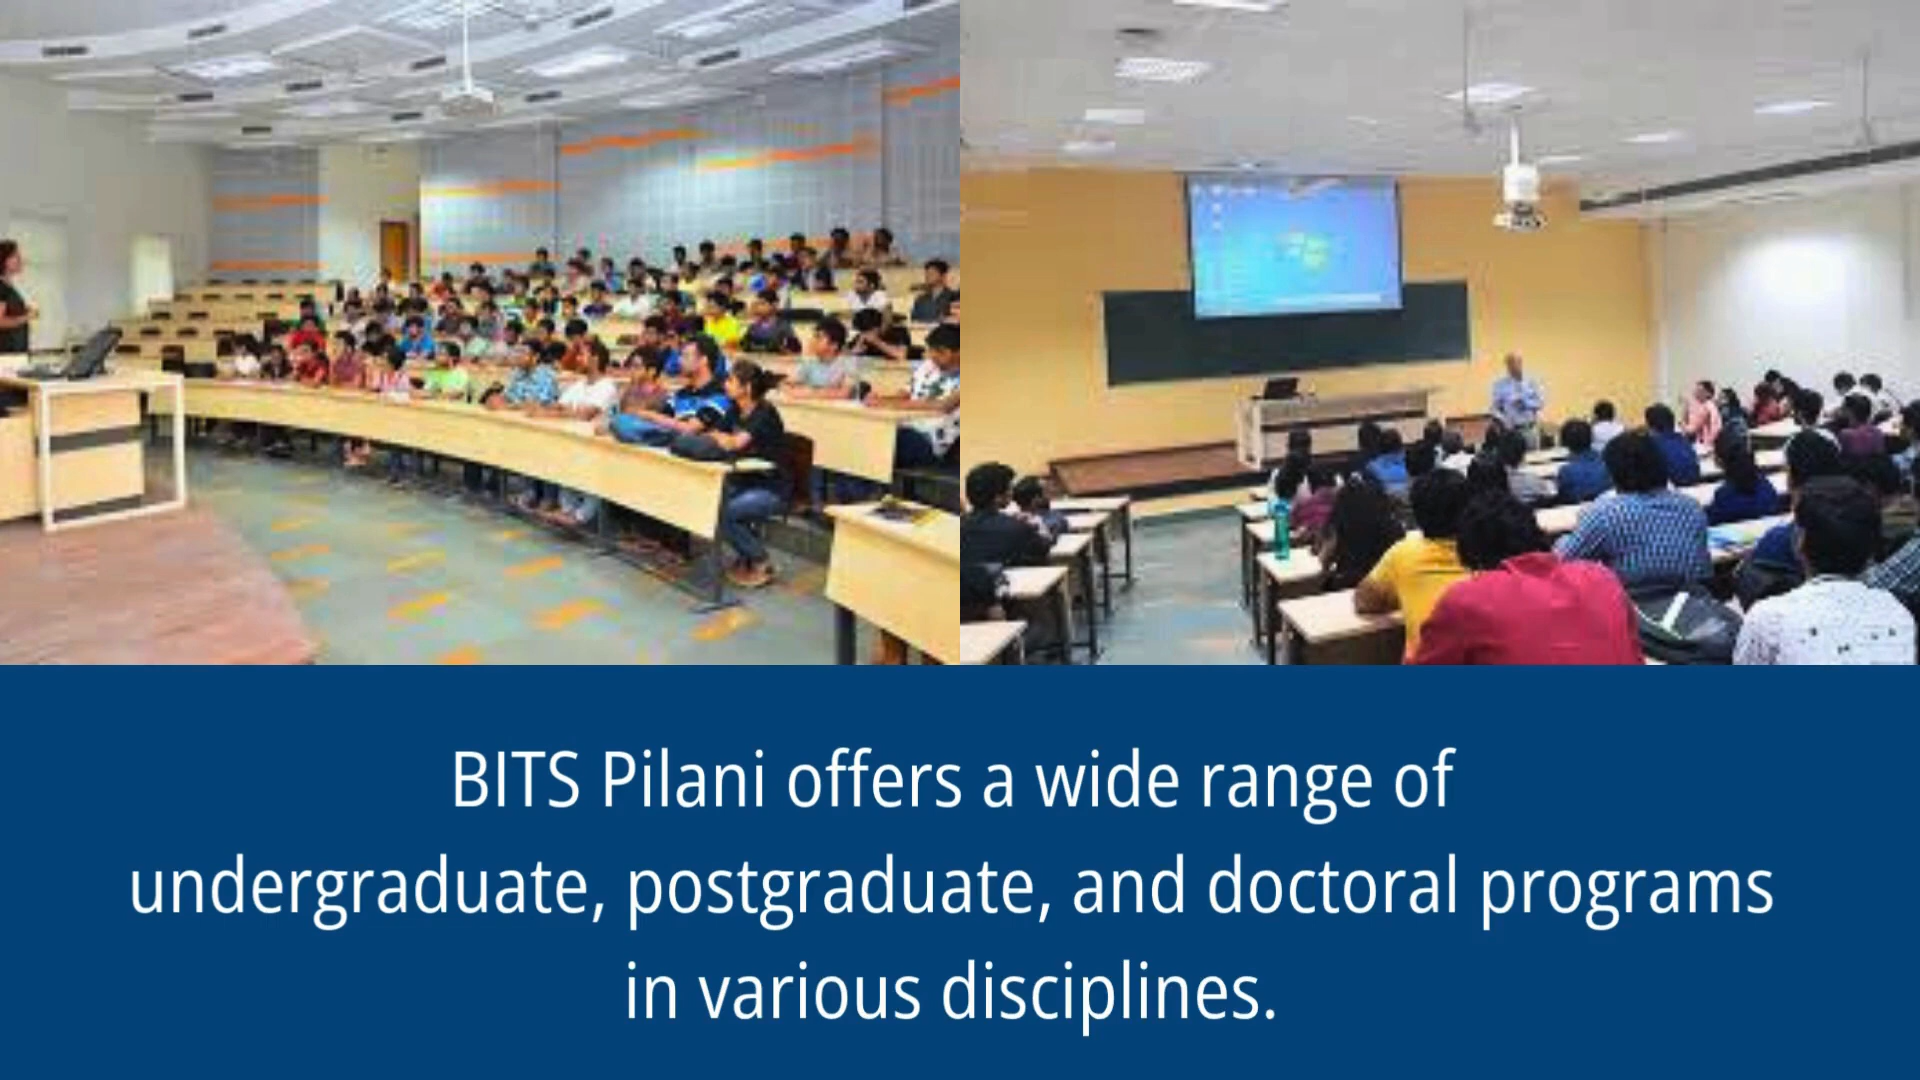 BITS Pilani offers a wide range of
undergraduate, postgraduate, and doctoral programs
in various disciplines.